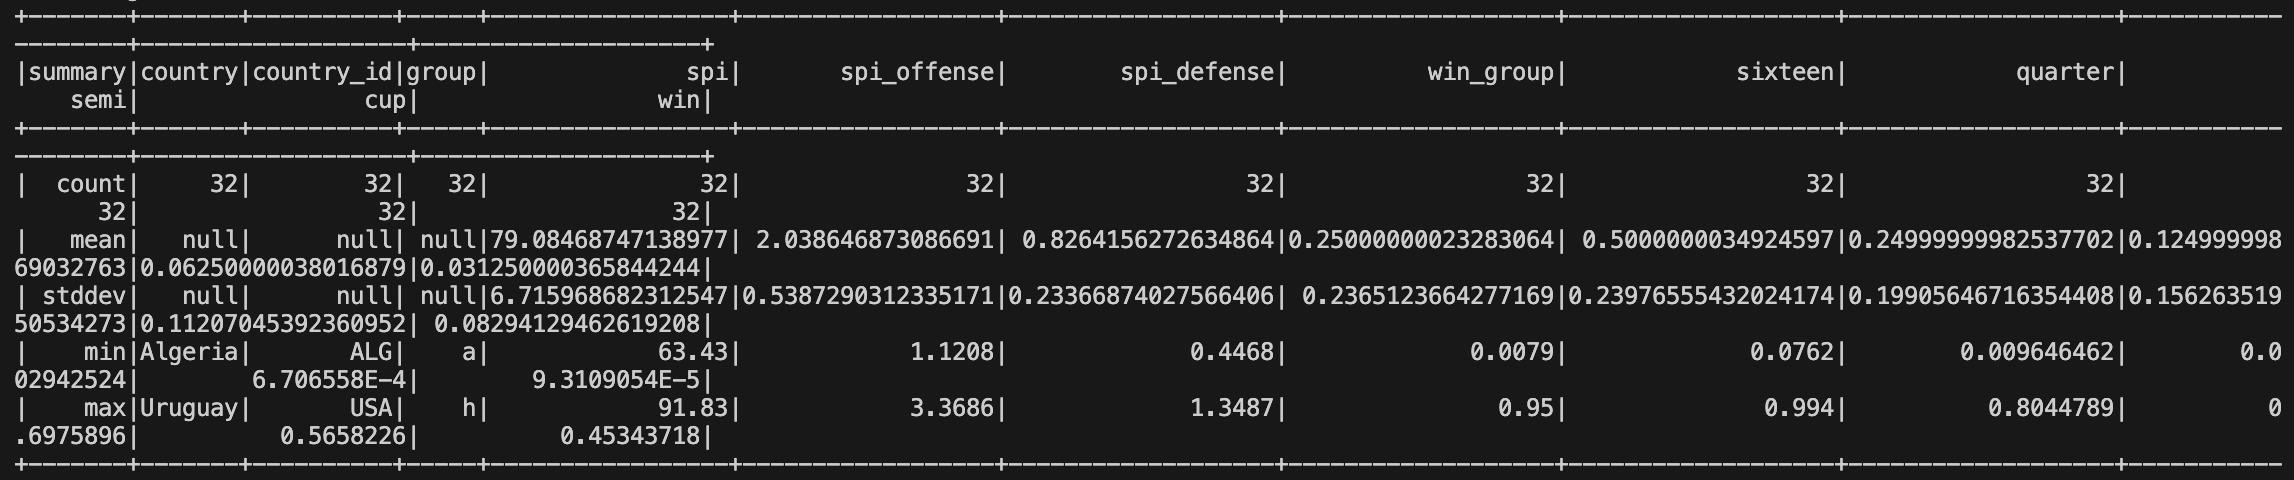 +-------+-------+----------+-----+-----------------+------------------+-------------------+-------------------+-------------------+-------------------+-----------
--------+-------------------+--------------------+
|summary|country|country_id|group|              spi|       spi_offense|        spi_defense|          win_group|            sixteen|            quarter|
    semi|                cup|                 win|
+-------+-------+----------+-----+-----------------+------------------+-------------------+-------------------+-------------------+-------------------+-----------
--------+-------------------+--------------------+
|  count|     32|        32|   32|               32|                32|                 32|                 32|                 32|                 32|
      32|                 32|                  32|
|   mean|   null|      null| null|79.08468747138977| 2.038646873086691| 0.8264156272634864|0.25000000023283064| 0.5000000034924597|0.24999999982537702|0.124999998
69032763|0.06250000038016879|0.031250000365844244|
| stddev|   null|      null| null|6.715968682312547|0.5387290312335171|0.23366874027566406| 0.2365123664277169|0.23976555432024174|0.19905646716354408|0.156263519
50534273|0.11207045392360952| 0.08294129462619208|
|    min|Algeria|       ALG|    a|            63.43|            1.1208|             0.4468|             0.0079|             0.0762|        0.009646462|        0.0
02942524|        6.706558E-4|        9.3109054E-5|
|    max|Uruguay|       USA|    h|            91.83|            3.3686|             1.3487|               0.95|              0.994|          0.8044789|          0
.6975896|          0.5658226|          0.45343718|
+-------+-------+----------+-----+-----------------+------------------+-------------------+-------------------+-------------------+-------------------+-----------